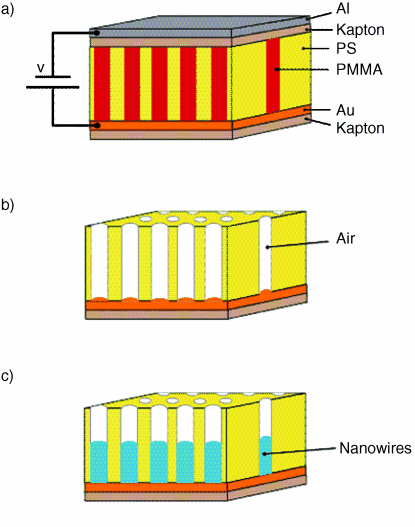 a)
Al
Kapton
PS
PMMA
Au
Kapton
V
b)
Air
c)
Nanowires